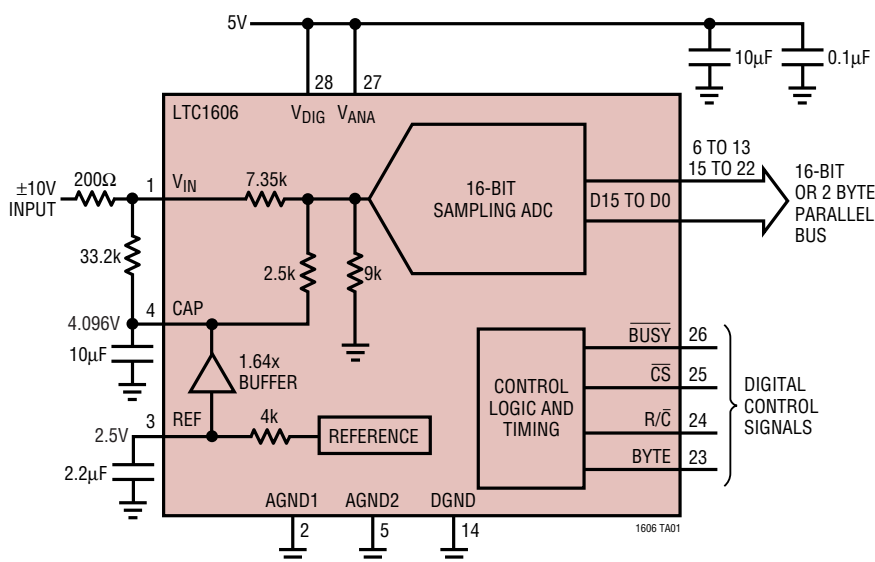 5V
10µF
0.1µF
28
27
LTC1606
VDIG
VANA
6 TO 13
15 TO 22
±10V
INPUT
200Ω
1
VIN
7.35k
16-BIT
SAMPLING ADC
D15 TO D0
16-BIT
OR 2 BYTE
PARALLEL
BUS
33.2k
2.5k
9k
4
CAP
4.096V
10µF
1.64x
BUFFER
BUSY
26
CS
25
R/C
24
BYTE
23
CONTROL
LOGIC AND
TIMING
DIGITAL
CONTROL
SIGNALS
3
REF
2.5V
4k
REFERENCE
2.2µF
AGND1
AGND2
DGND
2
5
14
1606 TA01